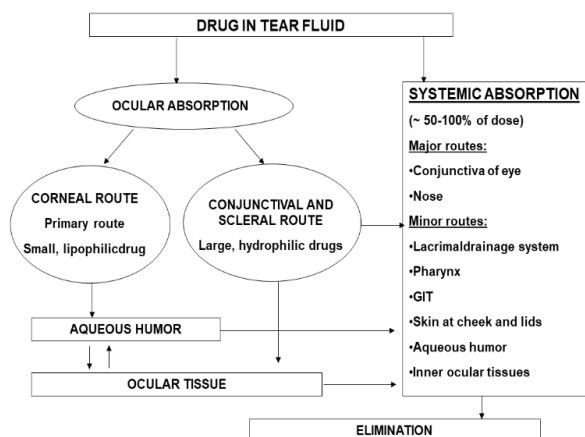 DRUG IN TEAR FLUID
OCULAR ABSORPTION
CORNEAL ROUTE
Primary route
Small, lipophilicdrug
CONJUNCTIVAL AND
SCLERAL ROUTE
Large, hydrophilic drugs
AQUEOUS HUMOR
OCULAR TISSUE
SYSTEMIC ABSORPTION
(~ 50-100% of dose)
Major routes:
•Conjunctiva of eye
•Nose
Minor routes:
•Lacrimaldrainage system
•Pharynx
•GIT
•Skin at cheek and lids
•Aqueous humor
•Inner ocular tissues
ELIMINATION